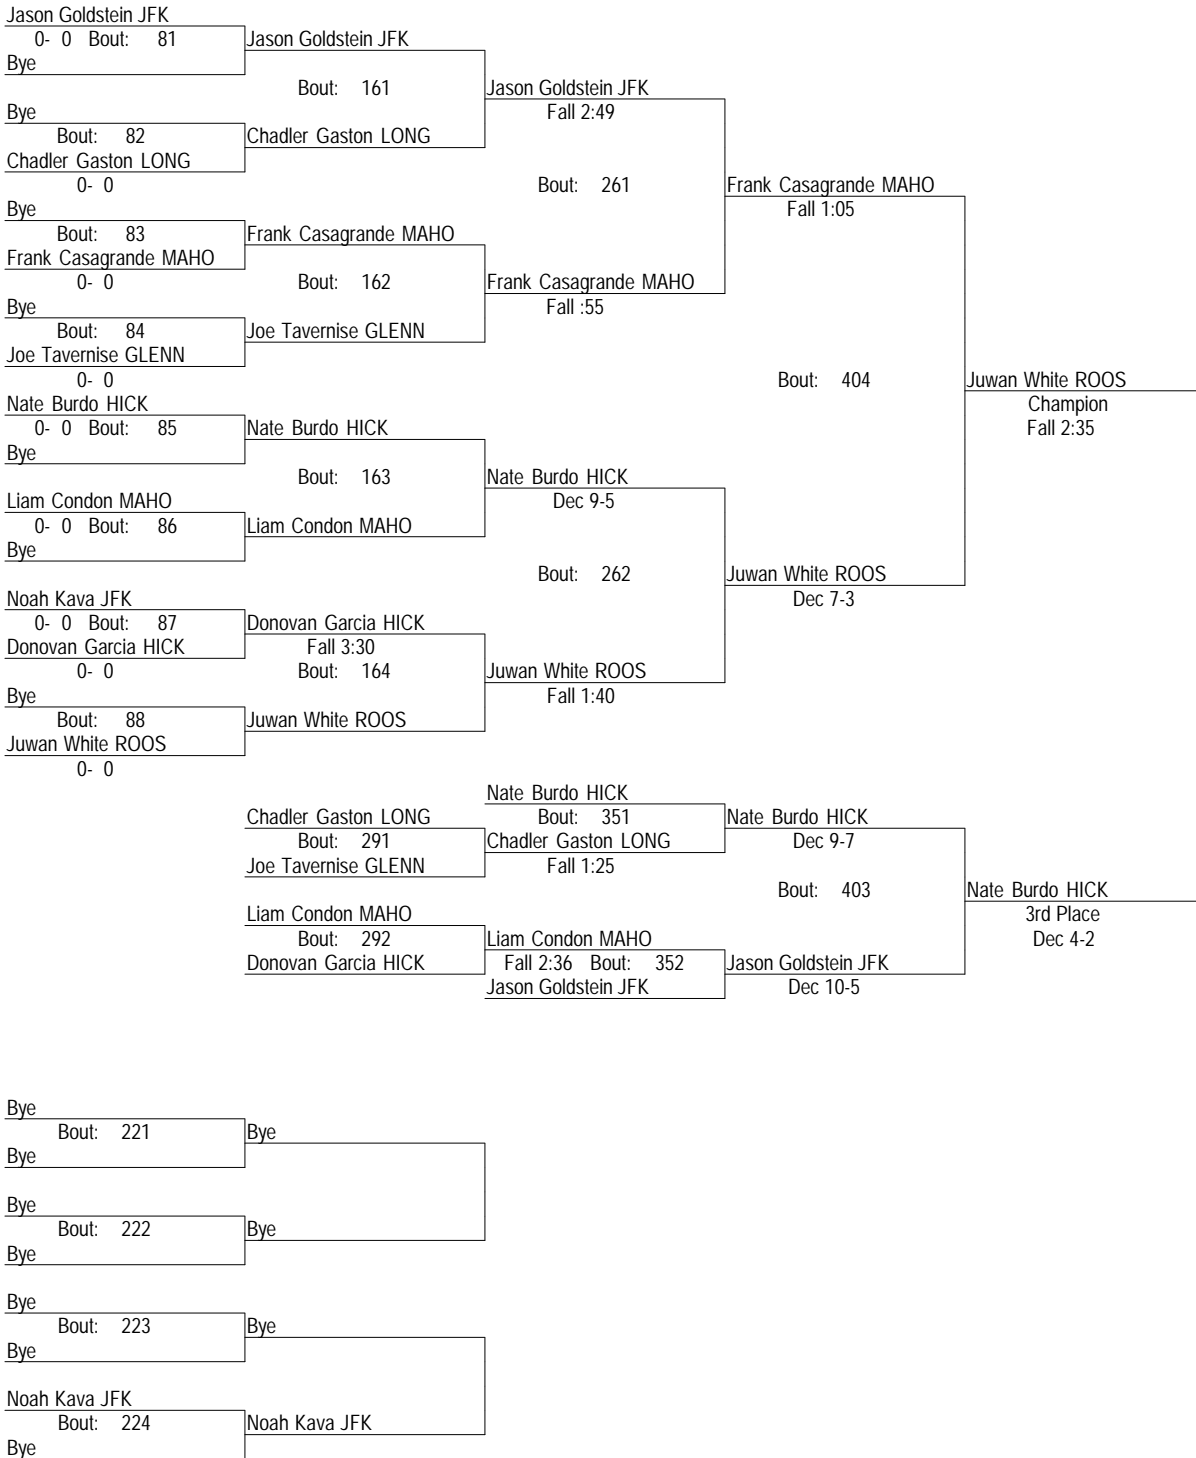 Jason Goldstein JFK
0- 0 Bout: 81 Jason Goldstein JFK
Bye
Bout: 161 Jason Goldstein JFK
Bye Fall 2:49
Bout: 82 Chadler Gaston LONG
Chadler Gaston LONG
0- 0 Bout: 261 Frank Casagrande MAHO
Bye Fall 1:05
Bout: 83 Frank Casagrande MAHO
Frank Casagrande MAHO
0- 0 Bout: 162 Frank Casagrande MAHO
Bye Fall :55
Bout: 84 Joe Tavernise GLENN
Joe Tavernise GLENN
0- 0 Bout: 404 Juwan White ROOS
Nate Burdo HICK Champion
0- 0 Bout: 85 Nate Burdo HICK Fall 2:35
Bye
Bout: 163 Nate Burdo HICK
Liam Condon MAHO Dec 9-5
0- 0 Bout: 86 Liam Condon MAHO
Bye
Bout: 262 Juwan White ROOS
Noah Kava JFK Dec 7-3
0- 0 Bout: 87 Donovan Garcia HICK
Donovan Garcia HICK Fall 3:30
0- 0 Bout: 164 Juwan White ROOS
Bye Fall 1:40
Bout: 88 Juwan White ROOS
Juwan White ROOS
0- 0
Nate Burdo HICK
Chadler Gaston LONG Bout: 351 Nate Burdo HICK
Bout: 291 Chadler Gaston LONG Dec 9-7
Joe Tavernise GLENN Fall 1:25
Bout: 403 Nate Burdo HICK
Liam Condon MAHO 3rd Place
Bout: 292 Liam Condon MAHO Dec 4-2
Donovan Garcia HICK Fall 2:36 Bout: 352 Jason Goldstein JFK
Jason Goldstein JFK Dec 10-5
Bye
Bout: 221 Bye
Bye
Bye
Bout: 222 Bye
Bye
Bye
Bout: 223 Bye
Bye
Noah Kava JFK
Bout: 224 Noah Kava JFK
Bye